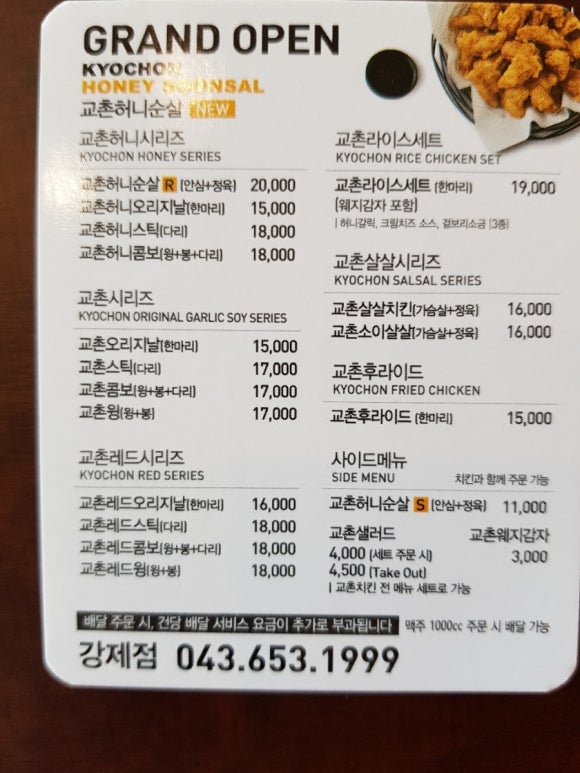 GRAND OPEN
KYOCHON
HONEY SOONSAL
교촌허니순살 NEW
교촌허니시리즈
KYOCHON HONEY SERIES
교촌허니순살 R (안심+정육) 20,000
교촌허니오리지날(한마리) 15,000
교촌허니스틱(다리) 18,000
교촌허니콤보(윙+봉+다리) 18,000
교촌시리즈
KYOCHON ORIGINAL GARLIC SOY SERIES
교촌오리지날(한마리) 15,000
교촌스틱(다리) 17,000
교촌콤보(윙+봉+다리) 17,000
교촌윙(윙+봉) 17,000
교촌레드시리즈
KYOCHON RED SERIES
교촌레드오리지날(한마리) 16,000
교촌레드스틱(다리) 18,000
교촌레드콤보(윙+봉+다리) 18,000
교촌레드윙(윙+봉) 18,000
교촌라이스세트
KYOCHON RICE CHICKEN SET
교촌라이스세트 (한마리) 19,000
(웨지감자 포함)
| 허니갈릭, 크림치즈 소스, 겉보리소금 [3종]
교촌살살시리즈
KYOCHON SALSAL SERIES
교촌살살치킨(가슴살+정육) 16,000
교촌소이살살(가슴살+정육) 16,000
교촌후라이드
KYOCHON FRIED CHICKEN
교촌후라이드 (한마리) 15,000
사이드메뉴
SIDE MENU 치킨과 함께 주문 가능
교촌허니순살 S (안심+정육) 11,000
교촌샐러드 교촌웨지감자
4,000 (세트 주문 시) 3,000
4,500 (Take Out)
| 교촌치킨 전 메뉴 세트로 가능
배달 주문 시, 건당 배달 서비스 요금이 추가로 부과됩니다 맥주 1000cc 주문 시 배달 가능
강제점 043.653.1999